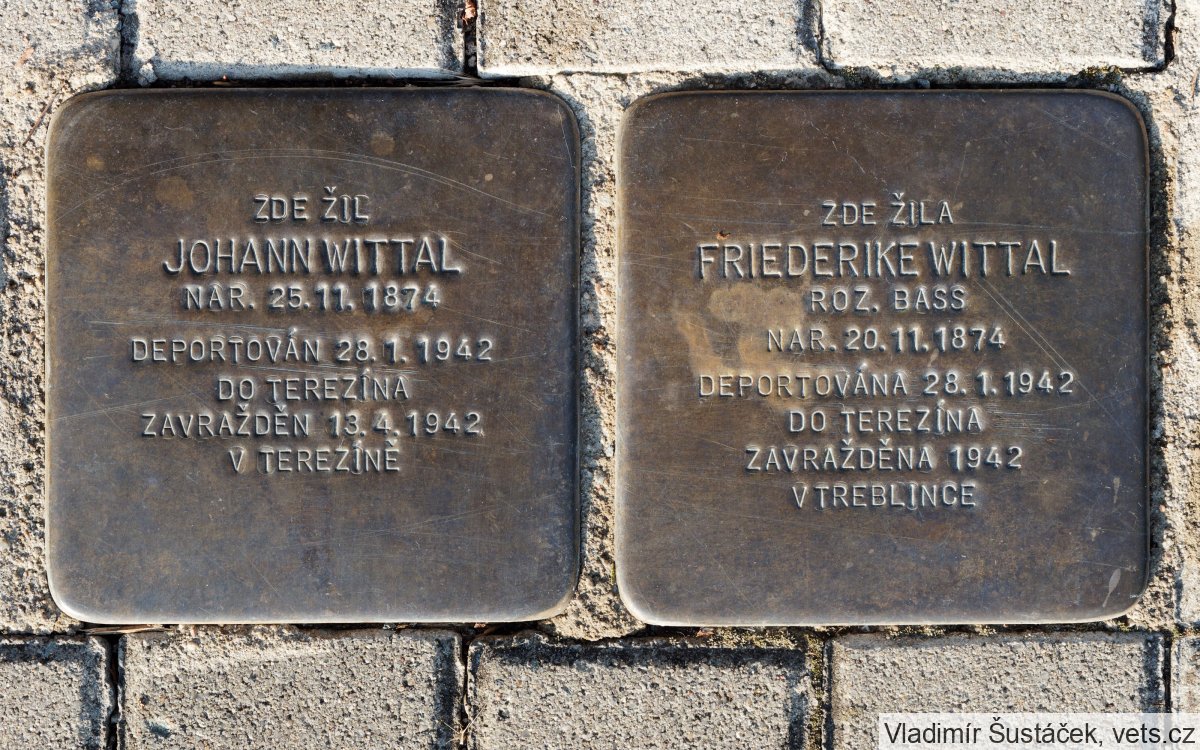 ZDE ŽIL
JOHANN WITTAL
NAR. 25.11.1874
DEPORTOVÁN 28.1.1942
DO TEREZÍNA
ZAVRAŽDĚN 13.4.1942
V TEREZÍNĚ
ZDE ŽILA
FRIEDERIKE WITTAL
ROZ. BASS
NAR. 20.11.1874
DEPORTOVÁNA 28.1.1942
DO TEREZÍNA
ZAVRAŽDĚNA 1942
V TREBLINCE
Vladimír Šustáček, vets.cz